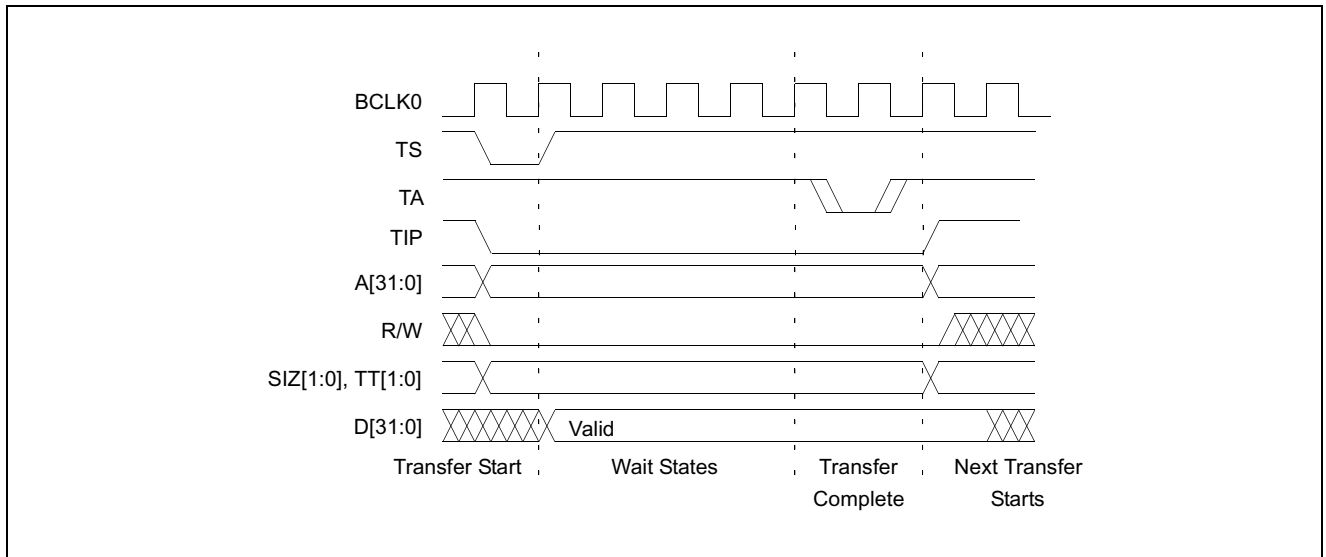 BCLK0
TS
TA
TIP
A[31:0]
R/W
SIZ[1:0], TT[1:0]
D[31:0]
Valid
Transfer Start
Wait States
Transfer
Complete
Next Transfer
Starts